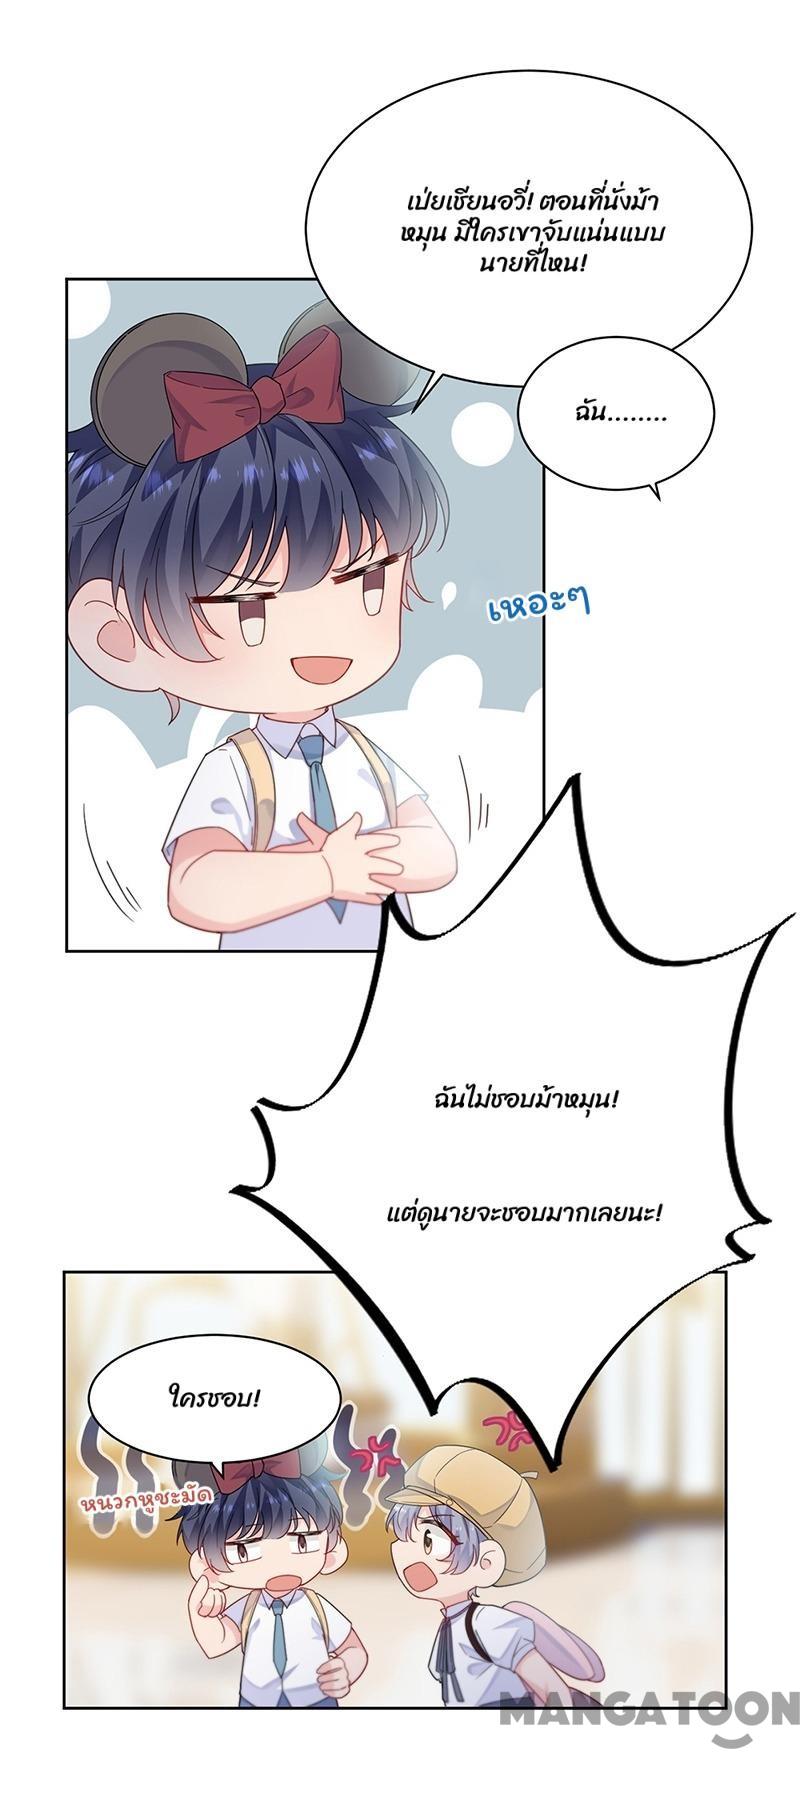 เป่ยเชียนอวี่! ตอนที่นั่งม้า
หมุน มีใครเขาจับแน่นแบบ
นายที่ไหน!
ฉัน........
เหอะๆ
ฉันไม่ชอบม้าหมุน!
แต่ดูนายจะชอบมากเลยนะ!
ใครชอบ!
หนวกหูชะมัด
MANGATOON